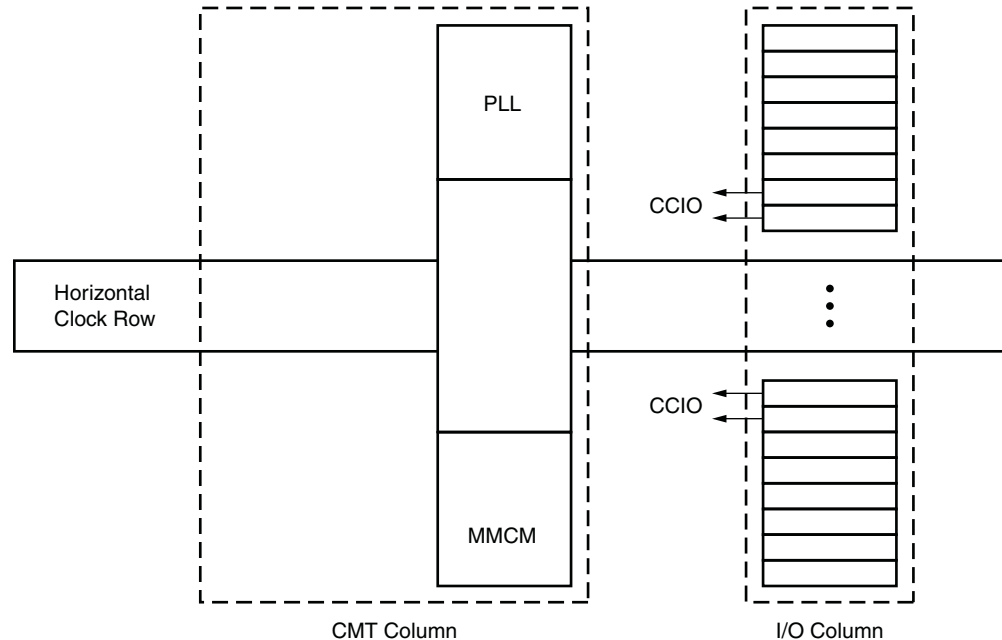 PLL
CCIO
Horizontal
Clock Row
CCIO
MMCM
CMT Column
I/O Column